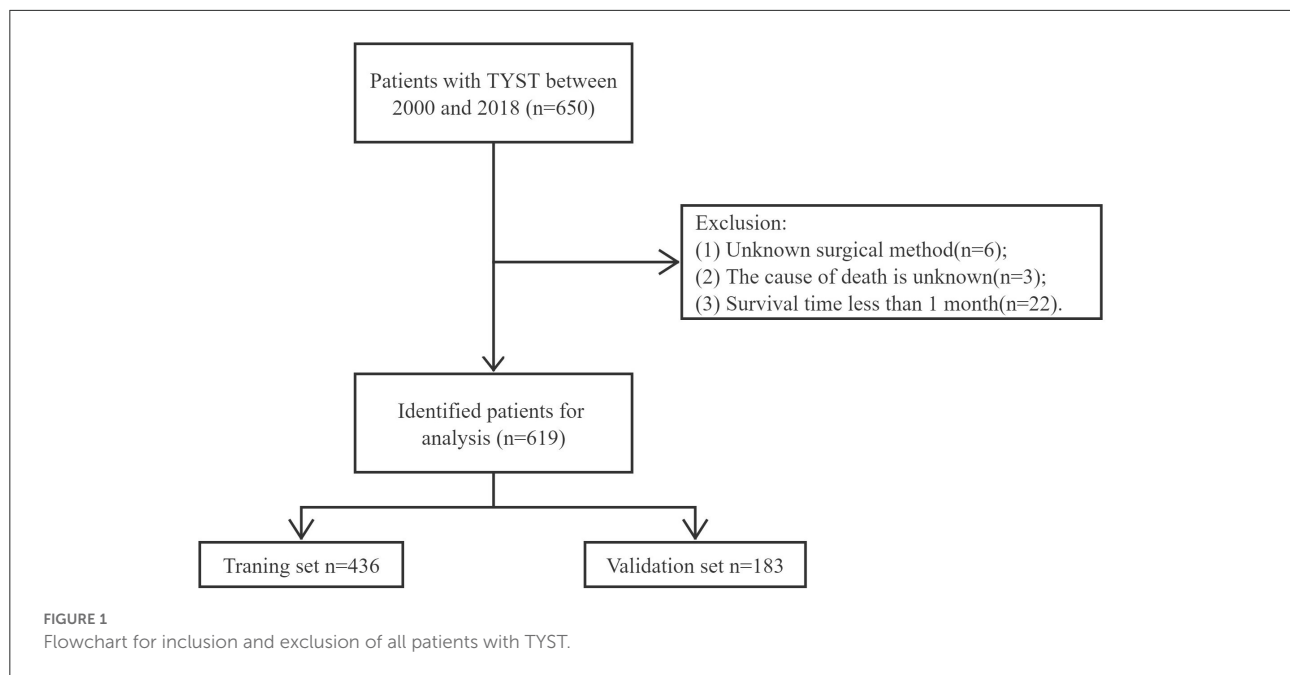 Patients with TYST between
2000 and 2018 (n=650)
Exclusion:
(1) Unknown surgical method(n=6);
(2) The cause of death is unknown(n=3);
(3) Survival time less than 1 month(n=22).
Identified patients for
analysis (n=619)
Traning set n=436
Validation set n=183
FIGURE 1
Flowchart for inclusion and exclusion of all patients with TYST.